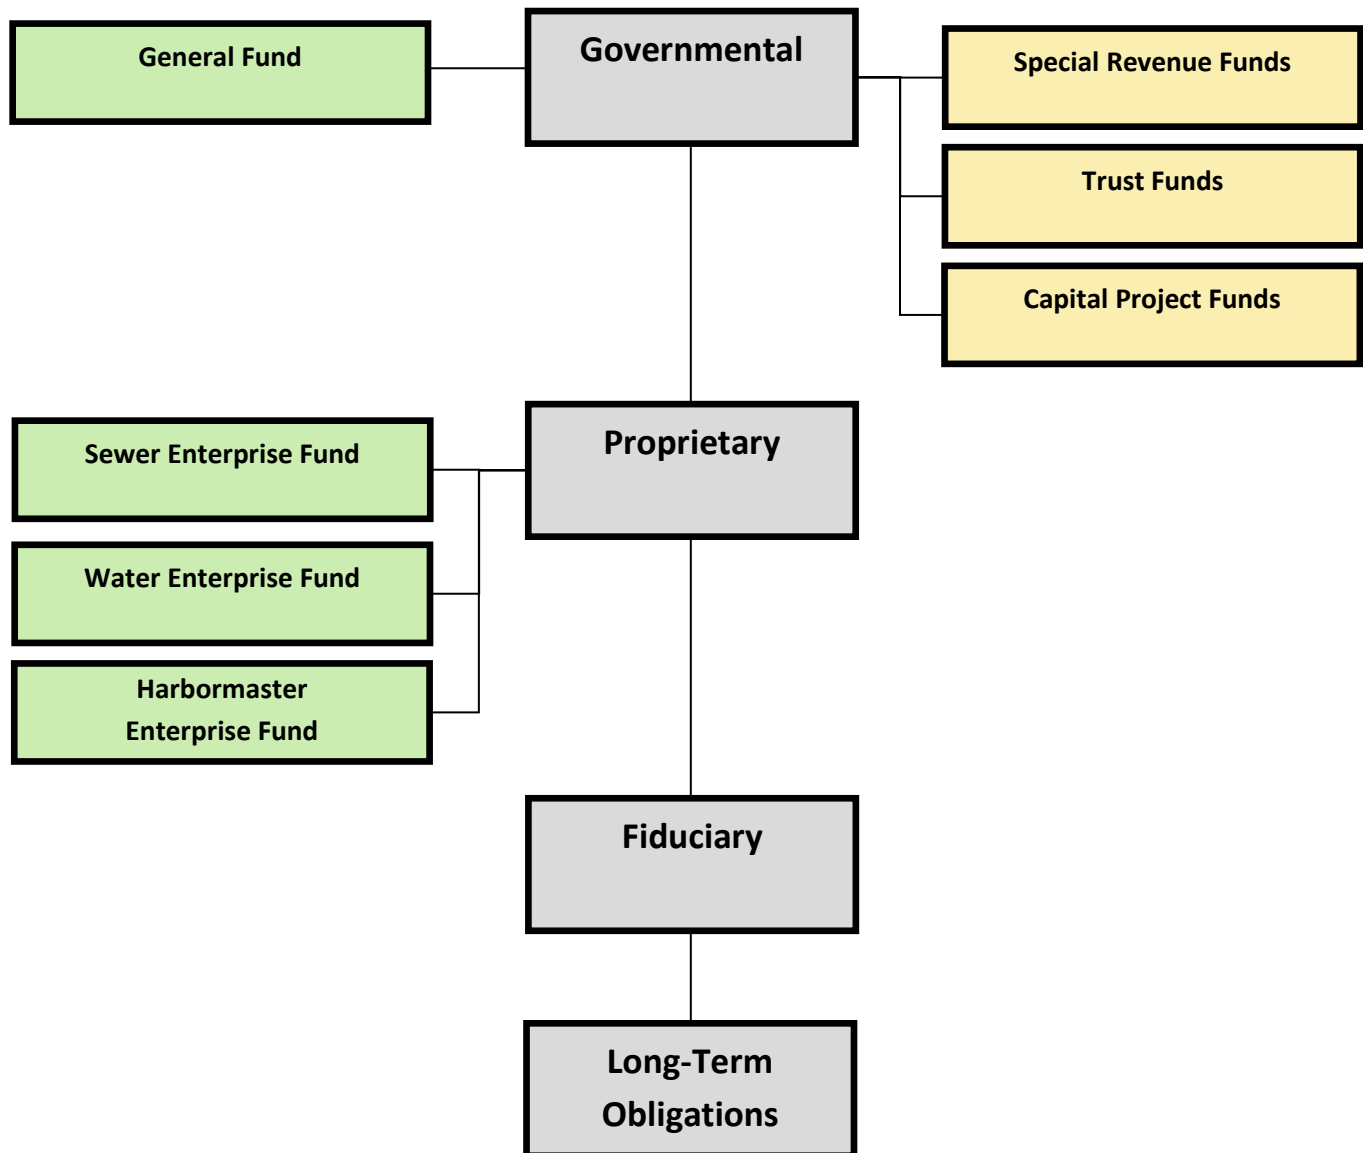 General Fund
Governmental
Special Revenue Funds
Trust Funds
Capital Project Funds
Sewer Enterprise Fund
Proprietary
Water Enterprise Fund
Harbormaster
Enterprise Fund
Fiduciary
Long-Term
Obligations